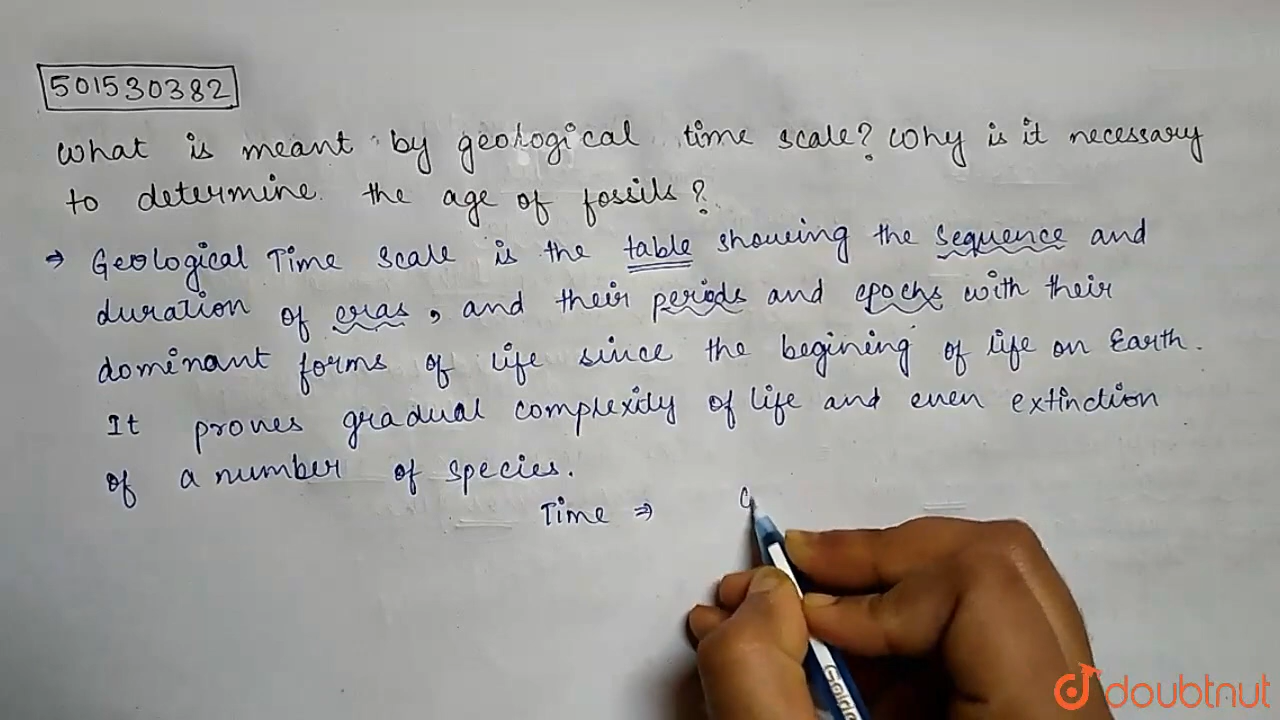 501530382
What is meant by geological time scale? Why is it necessary
to determine the age of fossils?
⇒ Geological Time scale is the table showing the sequence and
duration of eras, and their periods and epochs with their
dominant forms of life since the begining of life on Earth.
It proves gradual complexity of life and even extinction
of a number of species.
Time ⇒
Golde
doubtnut